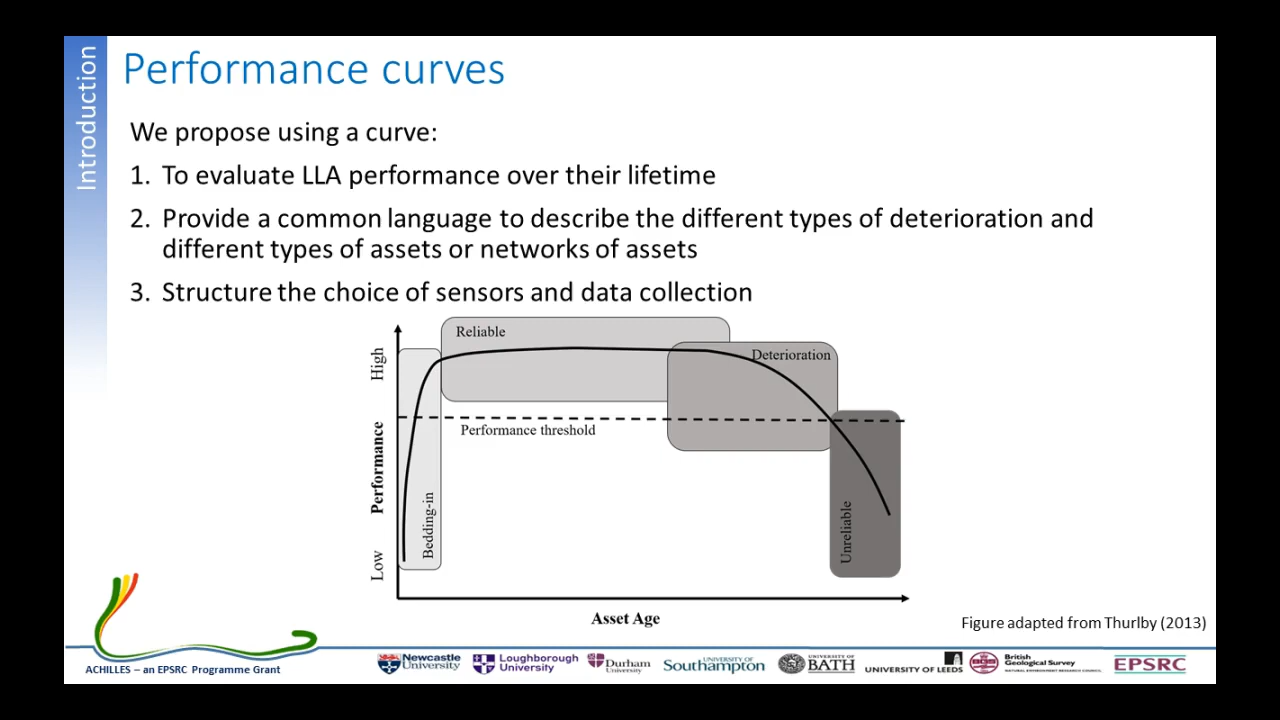 Introduction
Performance curves
We propose using a curve:
1. To evaluate LLA performance over their lifetime
2. Provide a common language to describe the different types of deterioration and
different types of assets or networks of assets
3. Structure the choice of sensors and data collection
High
Performance
Low
Reliable
Deterioration
Performance threshold
Bedding-in
Unreliable
Asset Age
Figure adapted from Thurlby (2013)
ACHILLES – an EPSRC Programme Grant
Newcastle
University
Loughborough
University
Durham
University
UNIVERSITY OF
Southampton
UNIVERSITY OF
BATH
UNIVERSITY OF LEEDS
BGS
British
Geological Survey
NATURAL ENVIRONMENT RESEARCH COUNCIL
EPSRC